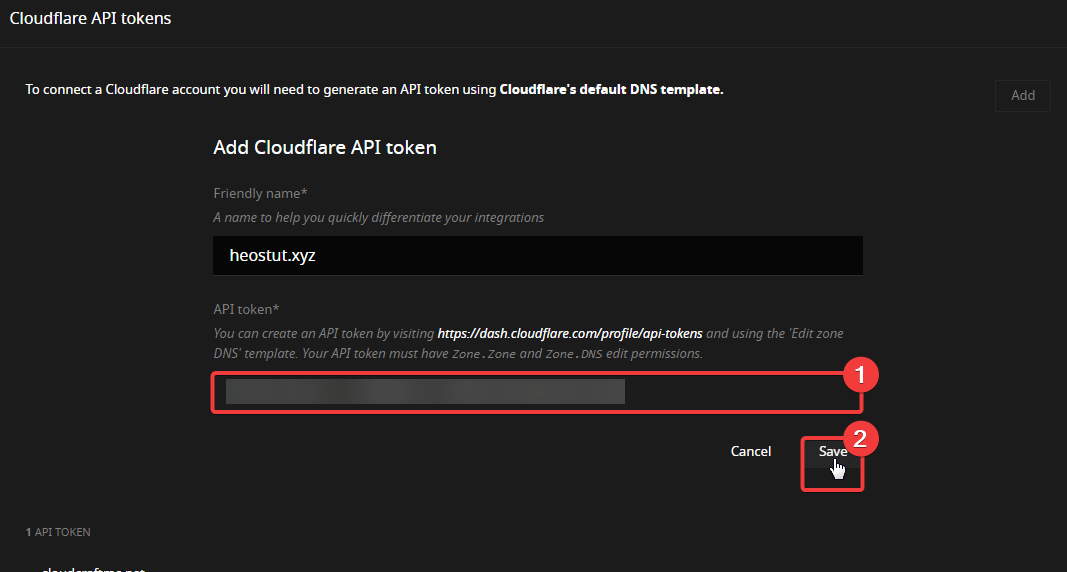 Cloudflare API tokens
To connect a Cloudflare account you will need to generate an API token using Cloudflare's default DNS template.
Add
Add Cloudflare API token
Friendly name*
A name to help you quickly differentiate your integrations
heostut.xyz
API token*
You can create an API token by visiting https://dash.cloudflare.com/profile/api-tokens and using the 'Edit zone
DNS' template. Your API token must have Zone.Zone and Zone.DNS edit permissions.
1
2
Cancel
Save
1 API TOKEN